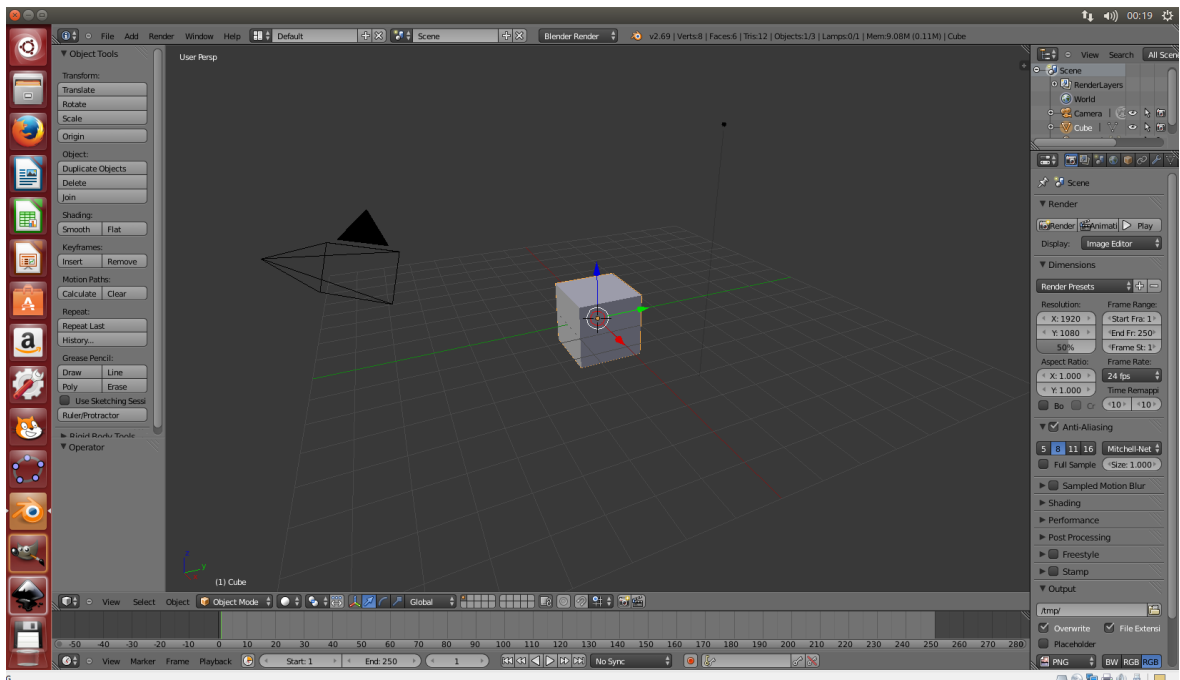 00:19
File Add Render Window Help Default Scene Blender Render v2.69 | Verts:8 | Faces:6 | Tris:12 | Objects:1/3 | Lamps:0/1 | Mem:9.08M (0.11M) | Cube
Object Tools
Transform:
Translate
Rotate
Scale
Origin
Object:
Duplicate Objects
Delete
Join
Shading:
Smooth Flat
Keyframes:
Insert Remove
Motion Paths:
Calculate Clear
Repeat:
Repeat Last
History...
Grease Pencil:
Draw Line
Poly Erase
Use Sketching Sessi
Ruler/Protractor
Rigid Body Tools
Operator
User Persp
z
y
(1) Cube
View Select Object Object Mode Global
-50 -40 -30 -20 -10 0 10 20 30 40 50 60 70 80 90 100 110 120 130 140 150 160 170 180 190 200 210 220 230 240 250 260 270 280
View Marker Frame Playback Start: 1 End: 250 1 No Sync
View Search All Scen
Scene
RenderLayers
World
Camera
Cube
Scene
Render
Render Animati Play
Display: Image Editor
Dimensions
Render Presets
Resolution: Frame Range:
X: 1920 Start Fra: 1
Y: 1080 End Fr: 250
50% Frame St: 1
Aspect Ratio: Frame Rate:
X: 1.000 24 fps
Y: 1.000 Time Remappi
Bo Cr 10 10
Anti-Aliasing
5 8 11 16 Mitchell-Net
Full Sample Size: 1.000
Sampled Motion Blur
Shading
Performance
Post Processing
Freestyle
Stamp
Output
/tmp/
Overwrite File Extensi
Placeholder
PNG BW RGB RGB
a